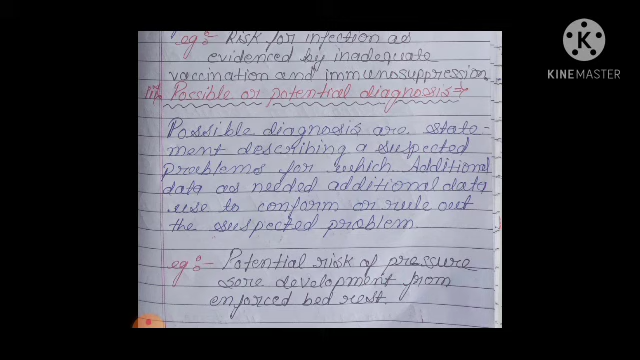 eg:- Risk for infection as
evidenced by inadequate
vaccination and immunosuppression
iii) Possible or potential diagnosis →
Possible diagnosis are state-
ment describing a suspected
problems for which Additional
data as needed additional data
use to conform or rule out
the suspected problem.
eg:- Potential risk of pressure
sore development from
enforced bed rest.
K
KINEMASTER